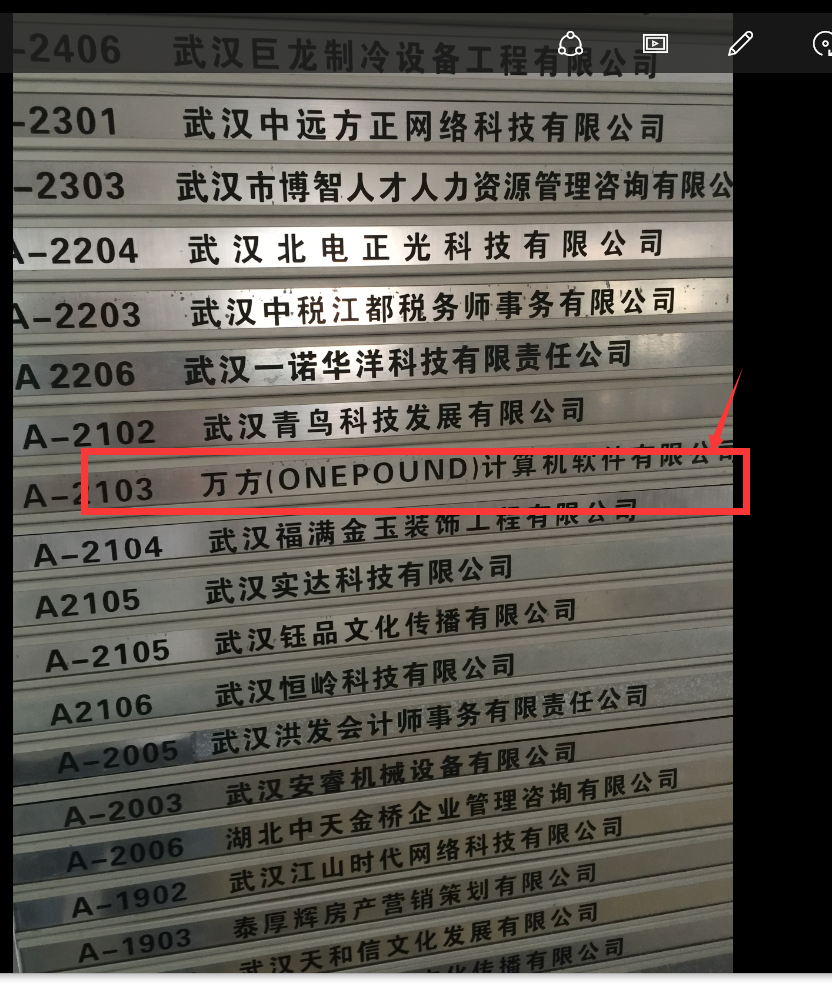 -2406 武汉巨龙制冷设备工程有限公司
-2301 武汉中远方正网络科技有限公司
-2303 武汉市博智人才人力资源管理咨询有限公
A-2204 武汉北电正光科技有限公司
A-2203 武汉中税江都税务师事务有限公司
A 2206 武汉一诺华洋科技有限责任公司
A-2102 武汉青鸟科技发展有限公司
A-2103 万方(ONEPOUND)计算机软件有限公司
A-2104 武汉福满金玉装饰工程有限公司
A2105 武汉实达科技有限公司
A-2105 武汉钰品文化传播有限公司
A2106 武汉恒岭科技有限公司
A-2005 武汉洪发会计师事务有限责任公司
A-2003 武汉安睿机械设备有限公司
A-2006 湖北中天金桥企业管理咨询有限公司
A-1902 武汉江山时代网络科技有限公司
A-1903 泰厚辉房产营销策划有限公司
武汉天和信文化发展有限公司
化传播有限公司